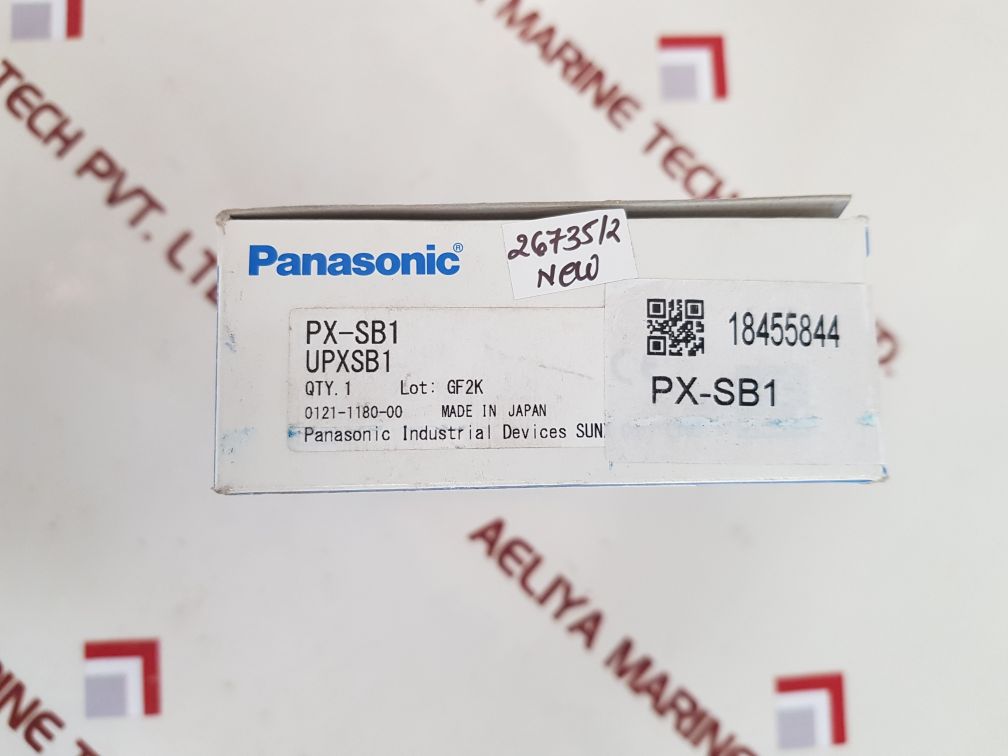 Panasonic®
26735/2
New
PX-SB1
UPXSB1
QTY. 1 Lot: GF2K
0121-1180-00 MADE IN JAPAN
Panasonic Industrial Devices SUNX
18455844
PX-SB1
TECH PVT. LTD.
MARINE TECH
AELIYA MARINE